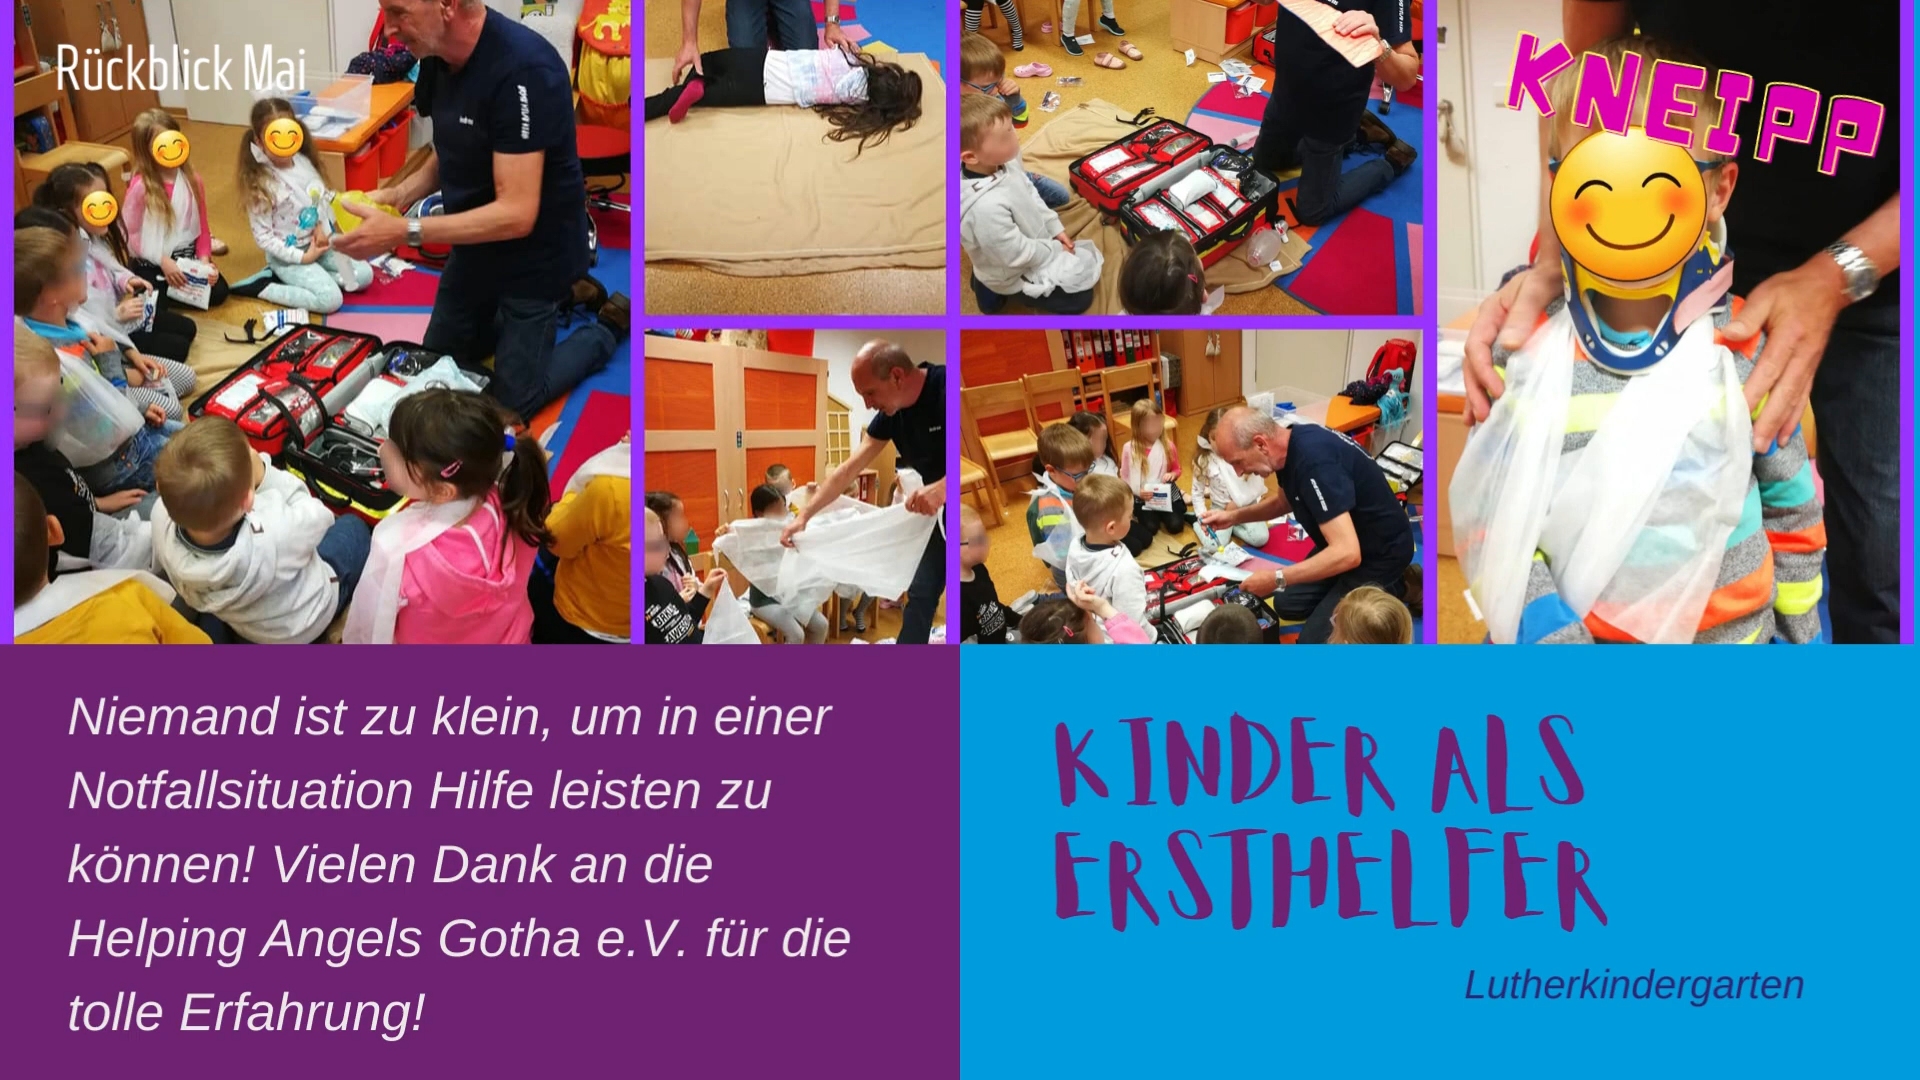 Rückblick Mai
KNEIPP
Niemand ist zu klein, um in einer
Notfallsituation Hilfe leisten zu
können! Vielen Dank an die
Helping Angels Gotha e.V. für die
tolle Erfahrung!
KINDER ALS
ERSTHELFER
Lutherkindergarten